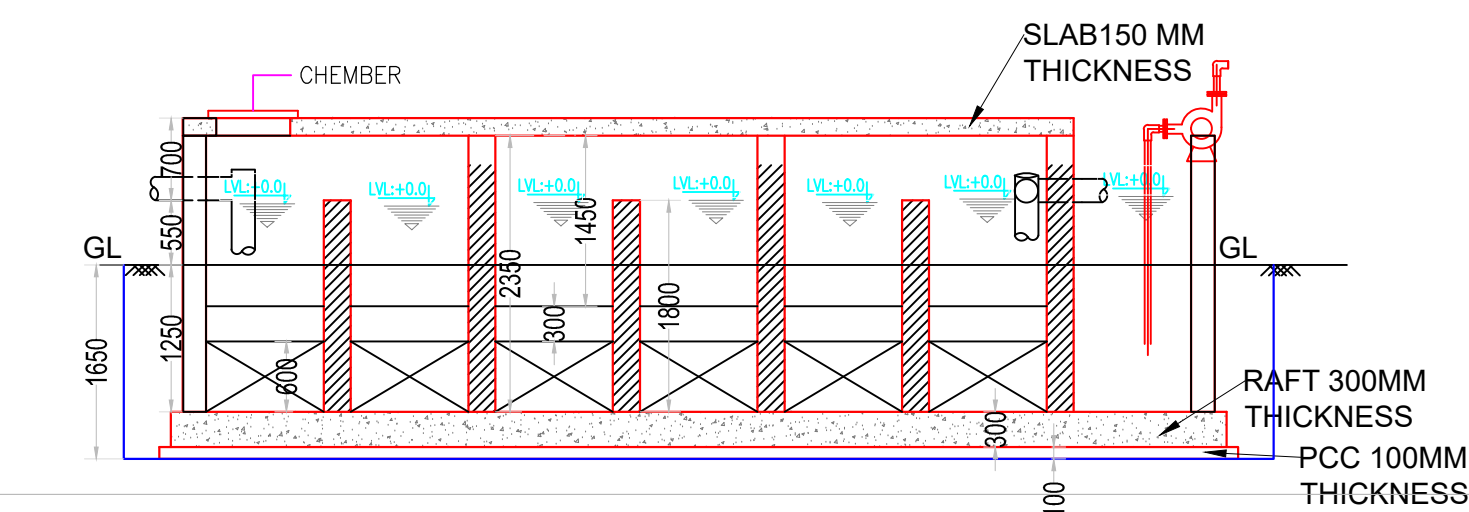 SLAB150 MM
THICKNESS
CHEMBER
700
LVL:+0.0
LVL:+0.0
LVL:+0.0
LVL:+0.0
LVL:+0.0
LVL:+0.0
LVL:+0.0
550
1450
GL
GL
2350
1800
300
1250
1650
600
RAFT 300MM
THICKNESS
300
PCC 100MM
THICKNESS
100